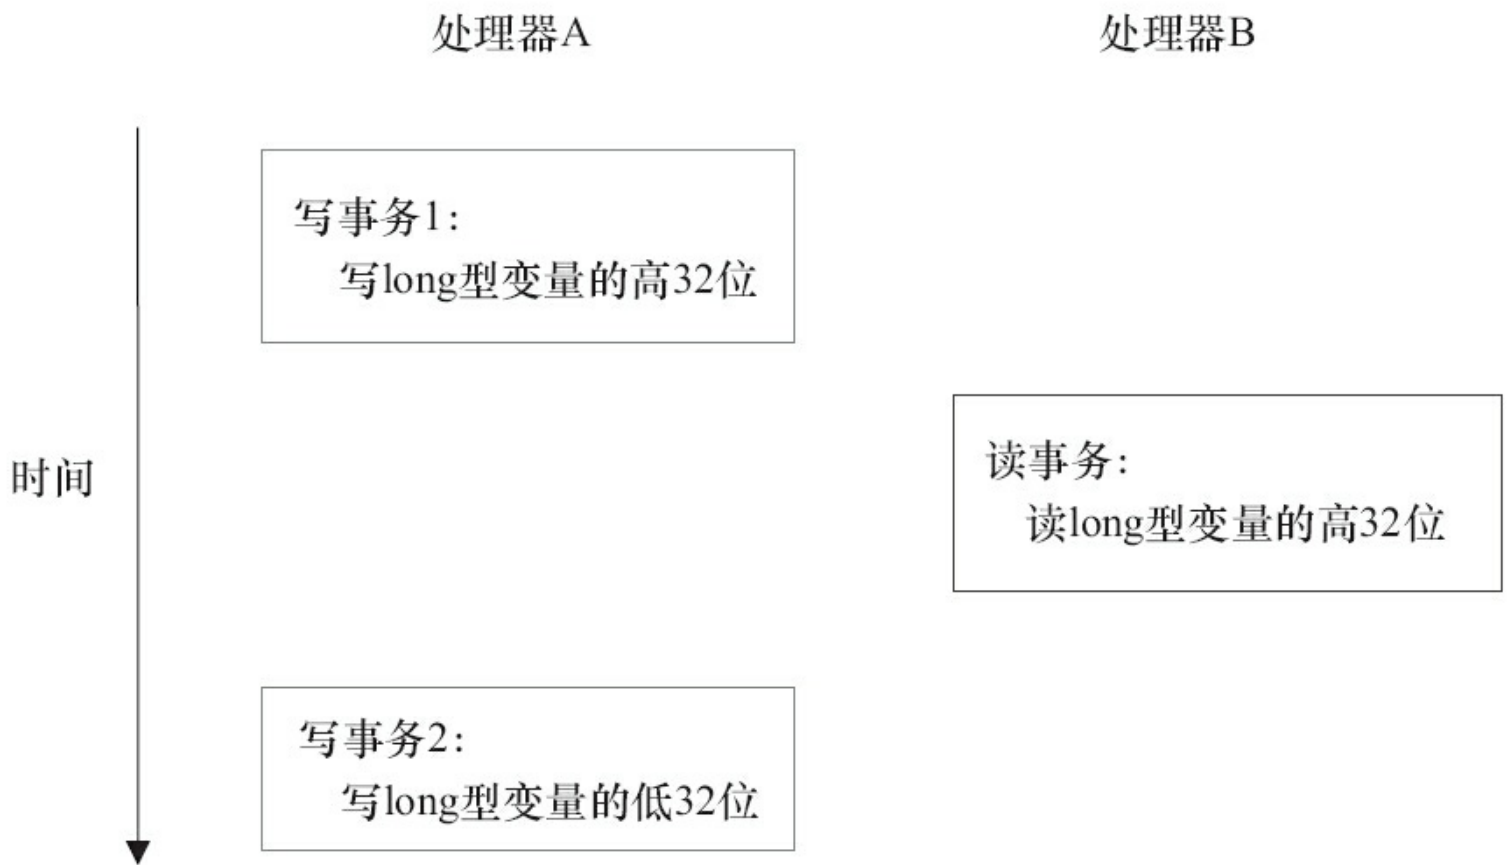 处理器A
处理器B
写事务1:
写long型变量的高32位
时间
读事务:
读long型变量的高32位
写事务2:
写long型变量的低32位